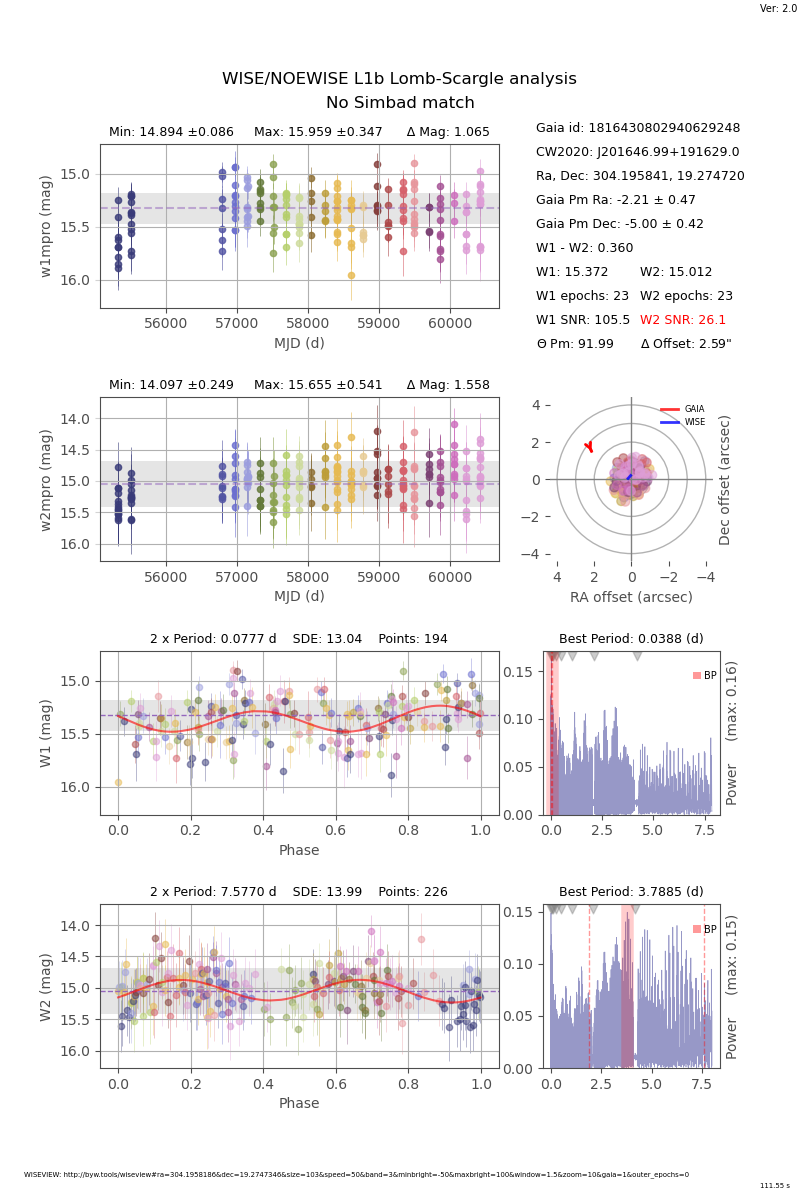 Ver: 2.0
WISE/NOEWISE L1b Lomb-Scargle analysis
No Simbad match
Min: 14.894 ±0.086 Max: 15.959 ±0.347 Δ Mag: 1.065
15.0
15.5
16.0
w1mpro (mag)
56000 57000 58000 59000 60000
MJD (d)
Gaia id: 1816430802940629248
CW2020: J201646.99+191629.0
Ra, Dec: 304.195841, 19.274720
Gaia Pm Ra: -2.21 ± 0.47
Gaia Pm Dec: -5.00 ± 0.42
W1 - W2: 0.360
W1: 15.372 W2: 15.012
W1 epochs: 23 W2 epochs: 23
W1 SNR: 105.5 W2 SNR: 26.1
Θ Pm: 91.99 Δ Offset: 2.59"
Min: 14.097 ±0.249 Max: 15.655 ±0.541 Δ Mag: 1.558
14.0
14.5
15.0
15.5
16.0
w2mpro (mag)
56000 57000 58000 59000 60000
MJD (d)
GAIA
WISE
4
2
0
−2
−4
4 2 0 −2 −4
RA offset (arcsec)
Dec offset (arcsec)
2 x Period: 0.0777 d SDE: 13.04 Points: 194
15.0
15.5
16.0
W1 (mag)
0.0 0.2 0.4 0.6 0.8 1.0
Phase
Best Period: 0.0388 (d)
BP
0.15
0.10
0.05
0.00
0.0 2.5 5.0 7.5
Power (max: 0.16)
2 x Period: 7.5770 d SDE: 13.99 Points: 226
14.0
14.5
15.0
15.5
16.0
W2 (mag)
0.0 0.2 0.4 0.6 0.8 1.0
Phase
Best Period: 3.7885 (d)
BP
0.15
0.10
0.05
0.00
0.0 2.5 5.0 7.5
Power (max: 0.15)
WISEVIEW: http://byw.tools/wiseview#ra=304.1958186&dec=19.2747346&size=103&speed=50&band=3&minbright=-50&maxbright=100&window=1.5&zoom=10&gaia=1&outer_epochs=0
111.55 s